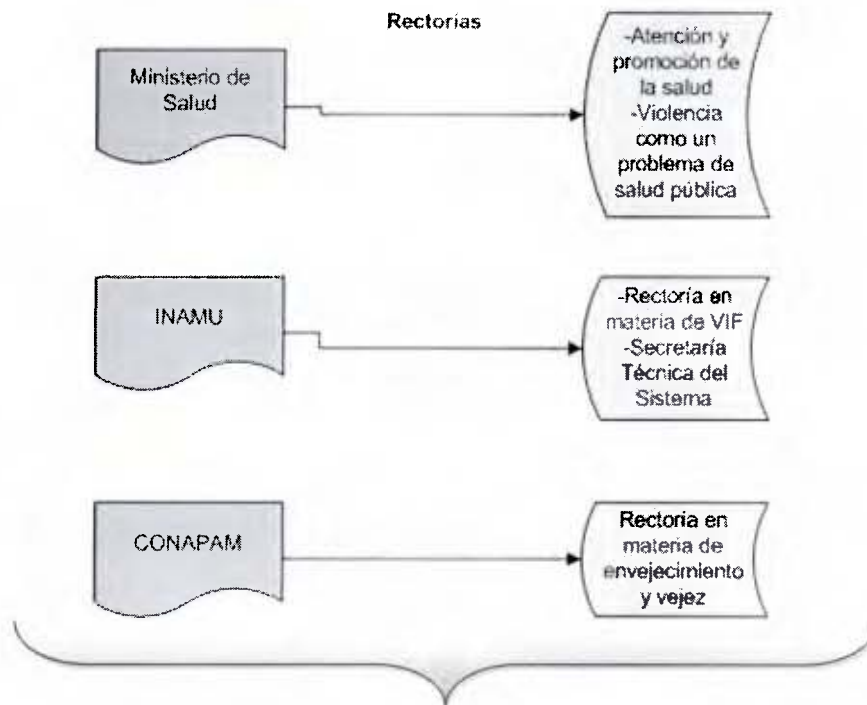 Rectorías
Ministerio de
Salud
-Atención y
promoción de
la salud
-Violencia
como un
problema de
salud pública
INAMU
-Rectoría en
materia de VIF
-Secretaría
Técnica del
Sistema
CONAPAM
Rectoría en
materia de
envejecimiento
y vejez